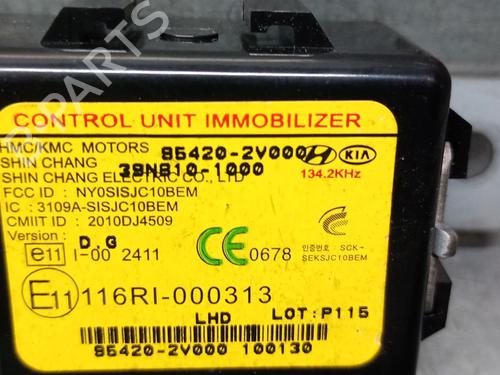 CONTROL UNIT IMMOBILIZER
HMC/KMC MOTORS 95420-2V000 HYUNDAI KIA
SHIN CHANG 39NB10-1000
SHIN CHANG ELECTRIC CO., LTD 134.2KHz
FCC ID : NY0SISJC10BEM
IC : 3109A-SISJC10BEM
CMIIT ID : 2010DJ4509
Version : D.G
e11 I-00 2411 CE 0678 인증번호 : SCK-
SEKSJC10BEM
E11 116RI-000313
LHD LOT:P115
95420-2V000 100130